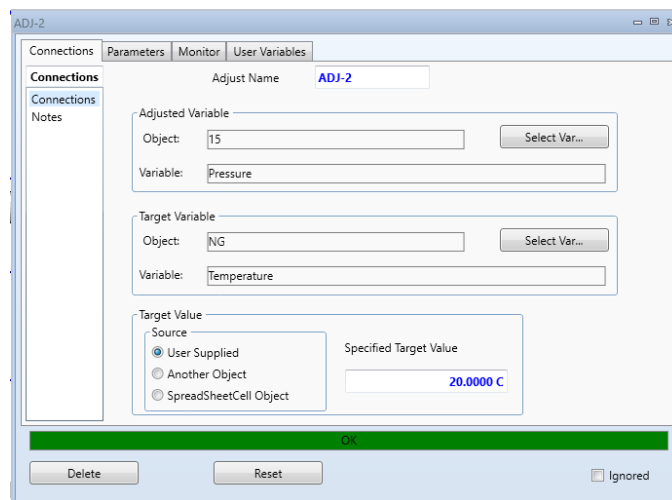 ADJ-2
Connections Parameters Monitor User Variables
Connections
Connections
Notes
Adjust Name ADJ-2
Adjusted Variable
Object: 15 Select Var...
Variable: Pressure
Target Variable
Object: NG Select Var...
Variable: Temperature
Target Value
Source
User Supplied
Another Object
SpreadSheetCell Object
Specified Target Value
20.0000 C
OK
Delete Reset Ignored